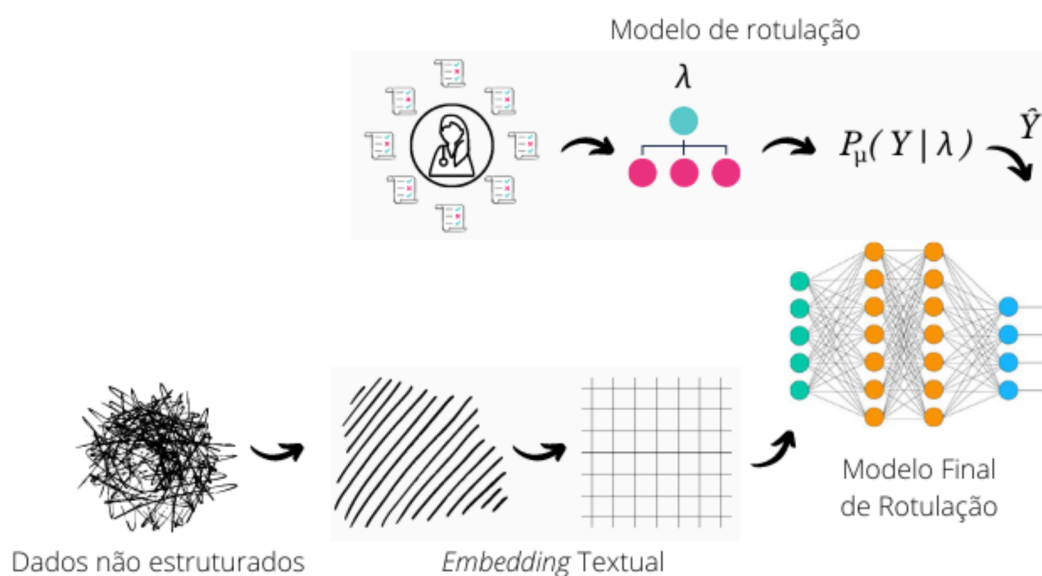 Modelo de rotulação
λ
P_μ( Y | λ )
Ŷ
Modelo Final
de Rotulação
Dados não estruturados
Embedding Textual